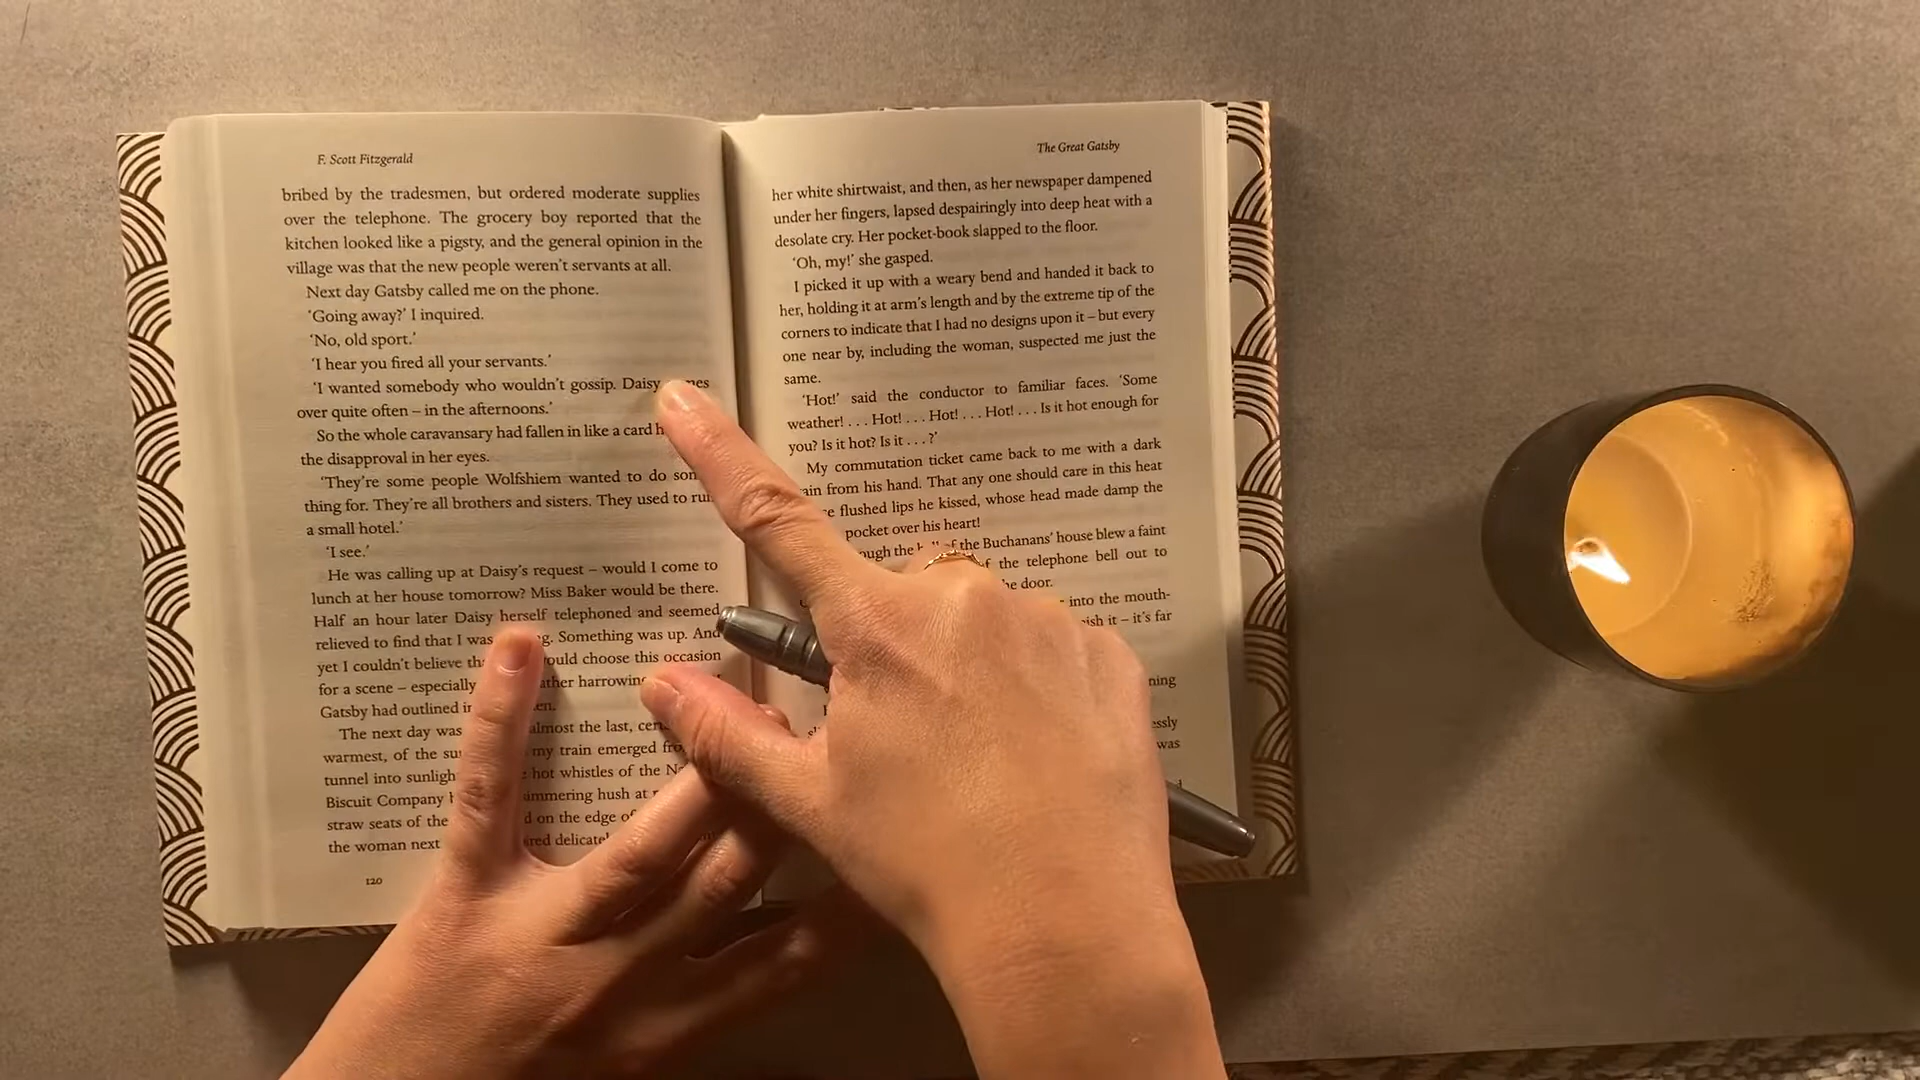 F. Scott Fitzgerald
bribed by the tradesmen, but ordered moderate supplies
over the telephone. The grocery boy reported that the
kitchen looked like a pigsty, and the general opinion in the
village was that the new people weren't servants at all.
Next day Gatsby called me on the phone.
'Going away?' I inquired.
'No, old sport.'
'I hear you fired all your servants.'
'I wanted somebody who wouldn't gossip. Daisy
over quite often – in the afternoons.'
So the whole caravansary had fallen in like a card
the disapproval in her eyes.
'They're some people Wolfshiem wanted to do
thing for. They're all brothers and sisters. They used to run
a small hotel.'
'I see.'
He was calling up at Daisy's request – would I come to
lunch at her house tomorrow? Miss Baker would be there.
Half an hour later Daisy herself telephoned and seemed
relieved to find that I was Something was up. And
yet I couldn't believe would choose this occasion
for a scene – especially harrowing
Gatsby had outlined
The next day was almost the last,
warmest, of the my train emerged
tunnel into hot whistles of the
Biscuit Company hush at
straw seats of the on the edge of
the woman next
120
The Great Gatsby
her white shirtwaist, and then, as her newspaper dampened
under her fingers, lapsed despairingly into deep heat with a
desolate cry. Her pocket-book slapped to the floor.
'Oh, my!' she gasped.
I picked it up with a weary bend and handed it back to
her, holding it at arm's length and by the extreme tip of the
corners to indicate that I had no designs upon it – but every
one near by, including the woman, suspected me just the
same.
'Hot!' said the conductor to familiar faces. 'Some
weather! . . . Hot! . . . Hot! . . . Hot! . . . Is it hot enough for
you? Is it hot? Is it . . . ?'
My commutation ticket came back to me with a dark
from his hand. That any one should care in this heat
flushed lips he kissed, whose head made damp the
pocket over his heart!
the of the Buchanans' house blew a faint
the telephone bell out to
door.
into the mouth-
it – it's far
was